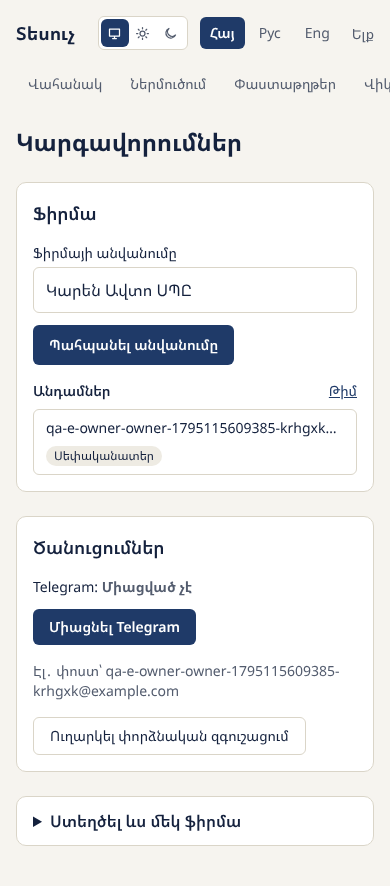 Տեսուչ
Հայ Рус Eng Ելք
Վահանակ Ներմուծում Փաստաթղթեր
Կարգավորումներ
Ֆիրմա
Ֆիրմայի անվանումը
Կարեն Ավտո ՍՊԸ
Պահպանել անվանումը
Անդամներ Թիմ
qa-e-owner-owner-1795115609385-krhgxk...
Սեփականատեր
Ծանուցումներ
Telegram: Միացված չէ
Միացնել Telegram
Էլ․ փոստ՝ qa-e-owner-owner-1795115609385-
krhgxk@example.com
Ուղարկել փորձնական զգուշացում
Ստեղծել ևս մեկ ֆիրմա